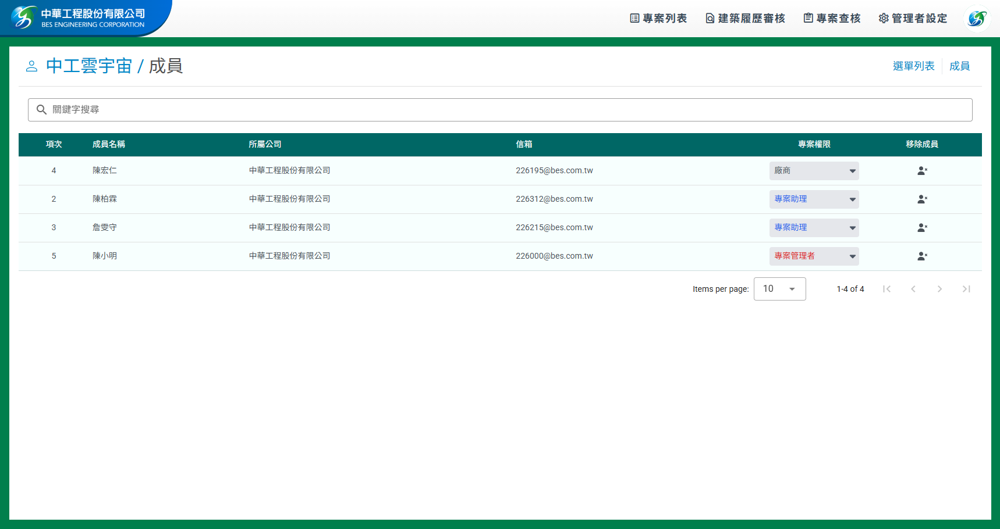 中華工程股份有限公司
BES ENGINEERING CORPORATION
專案列表 建築履歷審核 專案查核 管理者設定
中工雲宇宙 / 成員
選單列表 成員
關鍵字搜尋
項次 成員名稱 所屬公司 信箱 專案權限 移除成員
4 陳宏仁 中華工程股份有限公司 226195@bes.com.tw 廠商
2 陳柏霖 中華工程股份有限公司 226312@bes.com.tw 專案助理
3 詹雯守 中華工程股份有限公司 226215@bes.com.tw 專案助理
5 陳小明 中華工程股份有限公司 226000@bes.com.tw 專案管理者
Items per page: 10 1-4 of 4